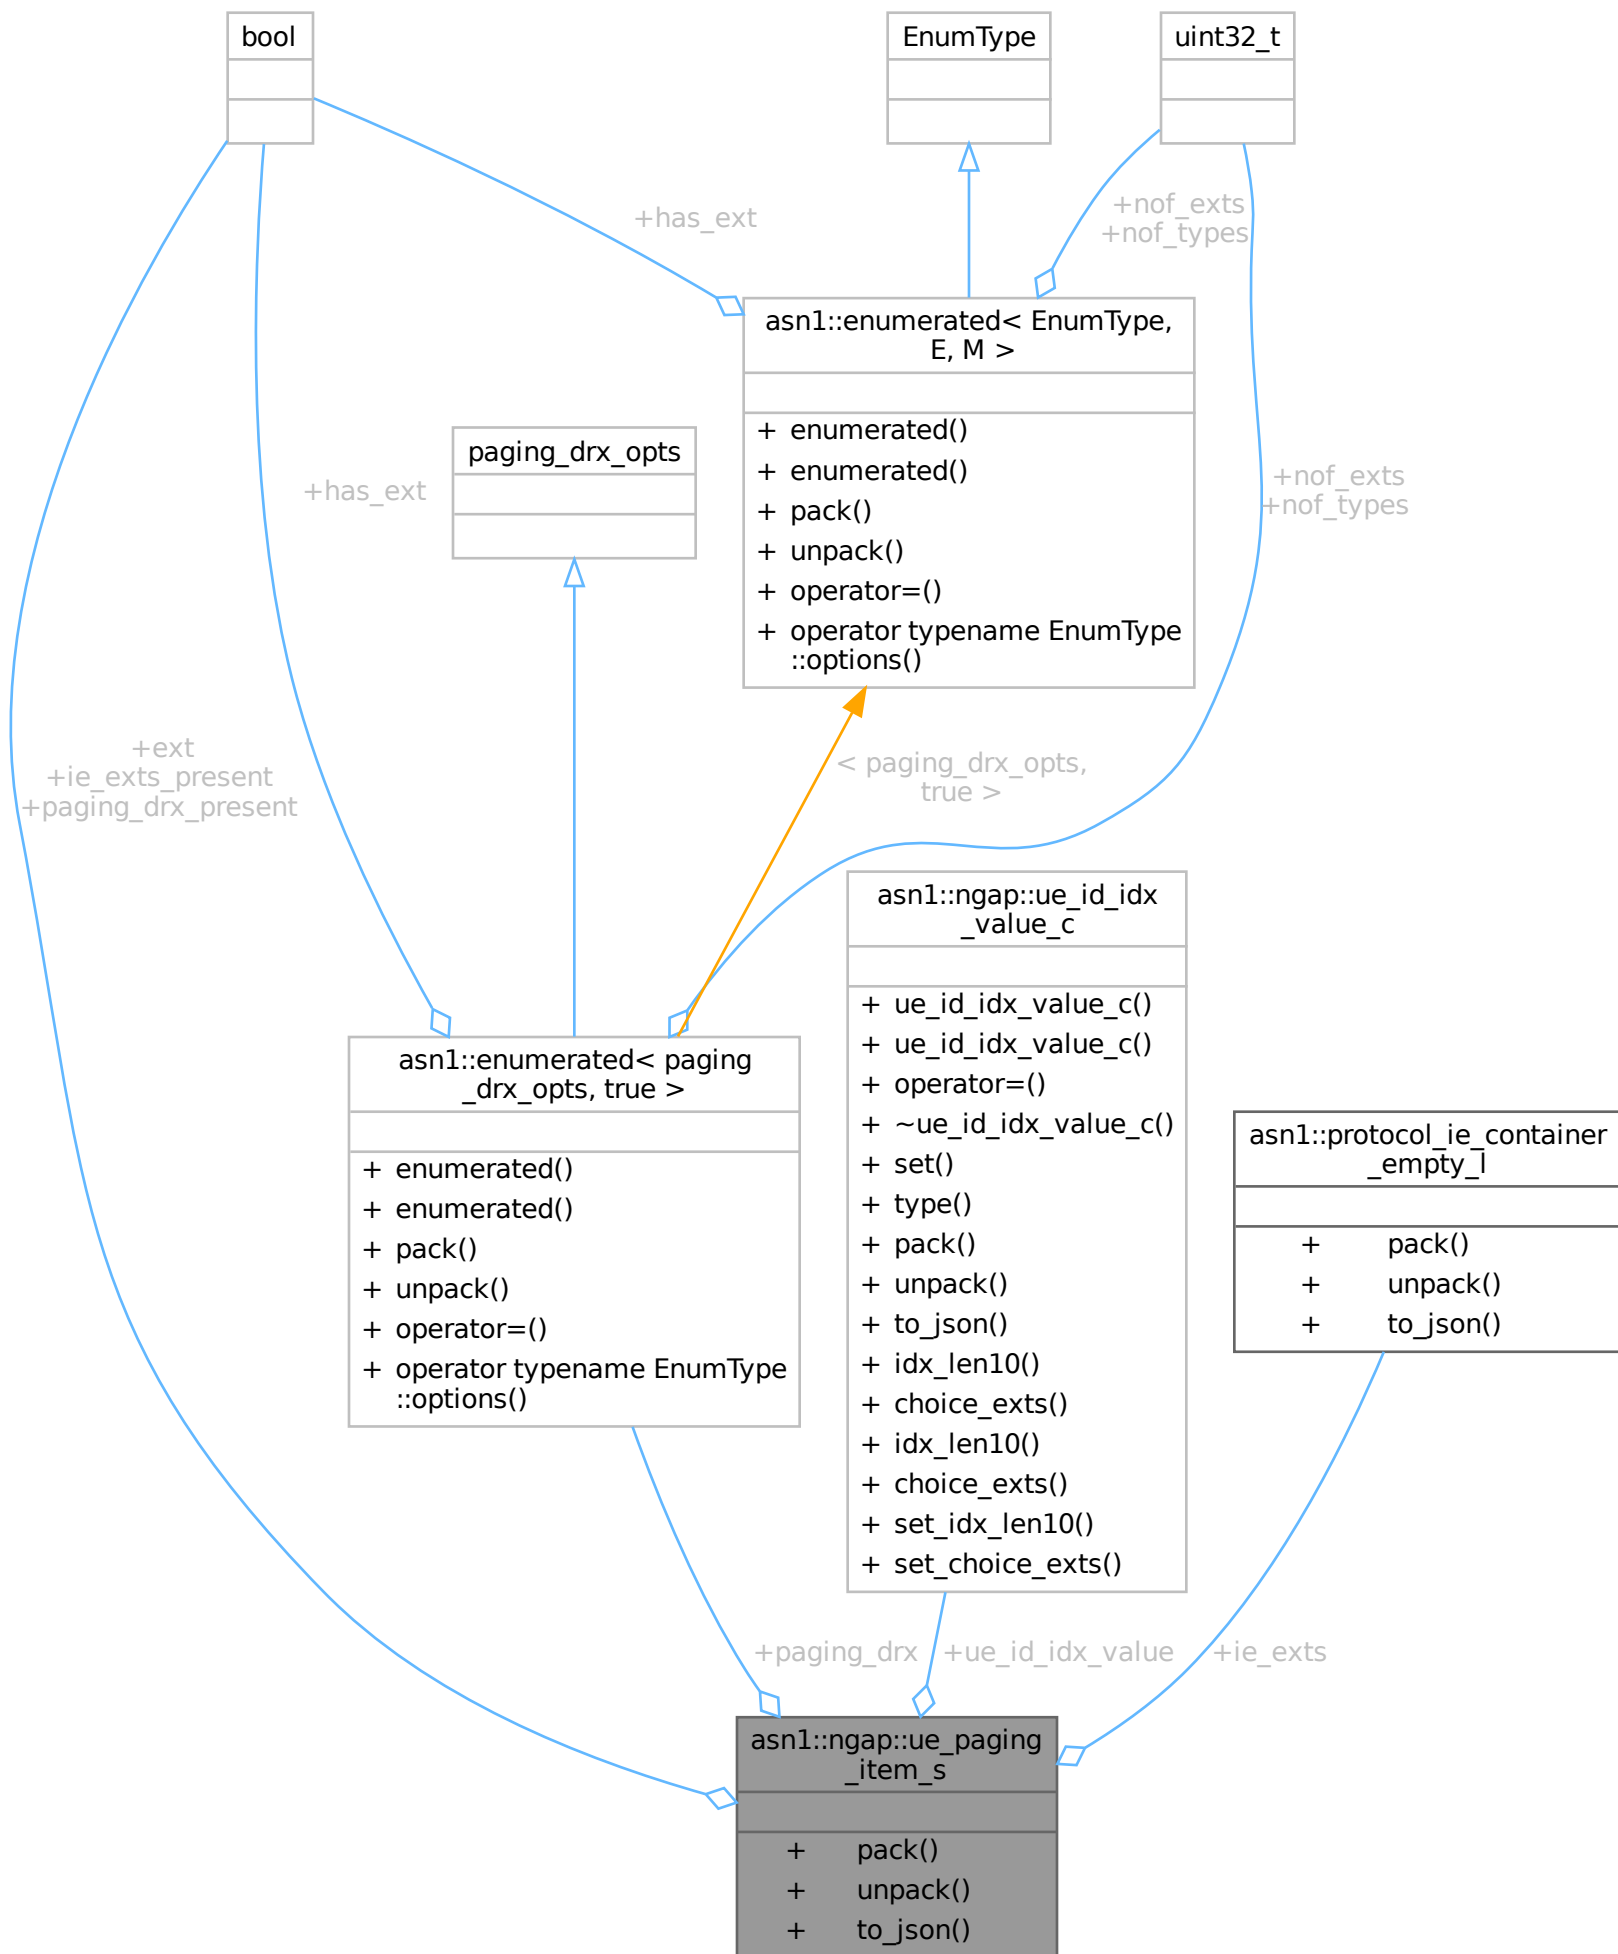 bool
EnumType
uint32_t
+has_ext
+nof_exts
+nof_types
asn1::enumerated< EnumType,
E, M >
+ enumerated()
+ enumerated()
+ pack()
+ unpack()
+ operator=()
+ operator typename EnumType
::options()
paging_drx_opts
+has_ext
+nof_exts
+nof_types
+ext
+ie_exts_present
+paging_drx_present
< paging_drx_opts,
true >
asn1::enumerated< paging
_drx_opts, true >
+ enumerated()
+ enumerated()
+ pack()
+ unpack()
+ operator=()
+ operator typename EnumType
::options()
asn1::ngap::ue_id_idx
_value_c
+ ue_id_idx_value_c()
+ ue_id_idx_value_c()
+ operator=()
+ ~ue_id_idx_value_c()
+ set()
+ type()
+ pack()
+ unpack()
+ to_json()
+ idx_len10()
+ choice_exts()
+ idx_len10()
+ choice_exts()
+ set_idx_len10()
+ set_choice_exts()
asn1::protocol_ie_container
_empty_l
+ pack()
+ unpack()
+ to_json()
+paging_drx
+ue_id_idx_value
+ie_exts
asn1::ngap::ue_paging
_item_s
+ pack()
+ unpack()
+ to_json()